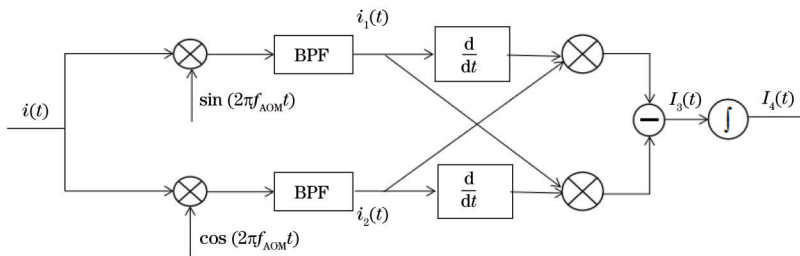 i₁(t)
BPF
d
dt
sin (2πf_AOM t)
i(t)
I₃(t)
I₄(t)
−
∫
BPF
d
dt
i₂(t)
cos (2πf_AOM t)